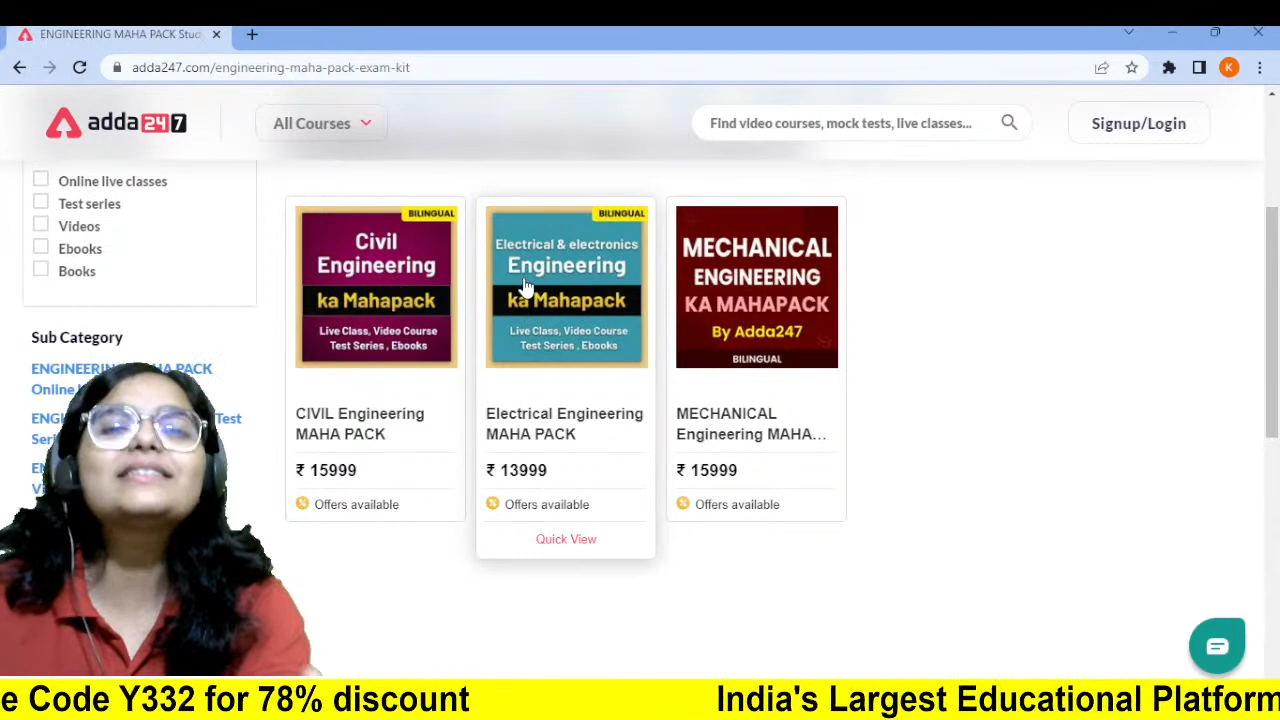 ENGINEERING MAHA PACK Stud
adda247.com/engineering-maha-pack-exam-kit
K
adda247
All Courses
Find video courses, mock tests, live classes...
Signup/Login
Online live classes
Test series
Videos
Ebooks
Books
Sub Category
ENGINEERING MAHA PACK
Online
Test
BILINGUAL
Civil
Engineering
ka Mahapack
Live Class, Video Course
Test Series , Ebooks
CIVIL Engineering
MAHA PACK
₹ 15999
Offers available
BILINGUAL
Electrical & electronics
Engineering
ka Mahapack
Live Class, Video Course
Test Series , Ebooks
Electrical Engineering
MAHA PACK
₹ 13999
Offers available
Quick View
MECHANICAL
ENGINEERING
KA MAHAPACK
By Adda247
BILINGUAL
MECHANICAL
Engineering MAHA...
₹ 15999
Offers available
e Code Y332 for 78% discount
India's Largest Educational Platform